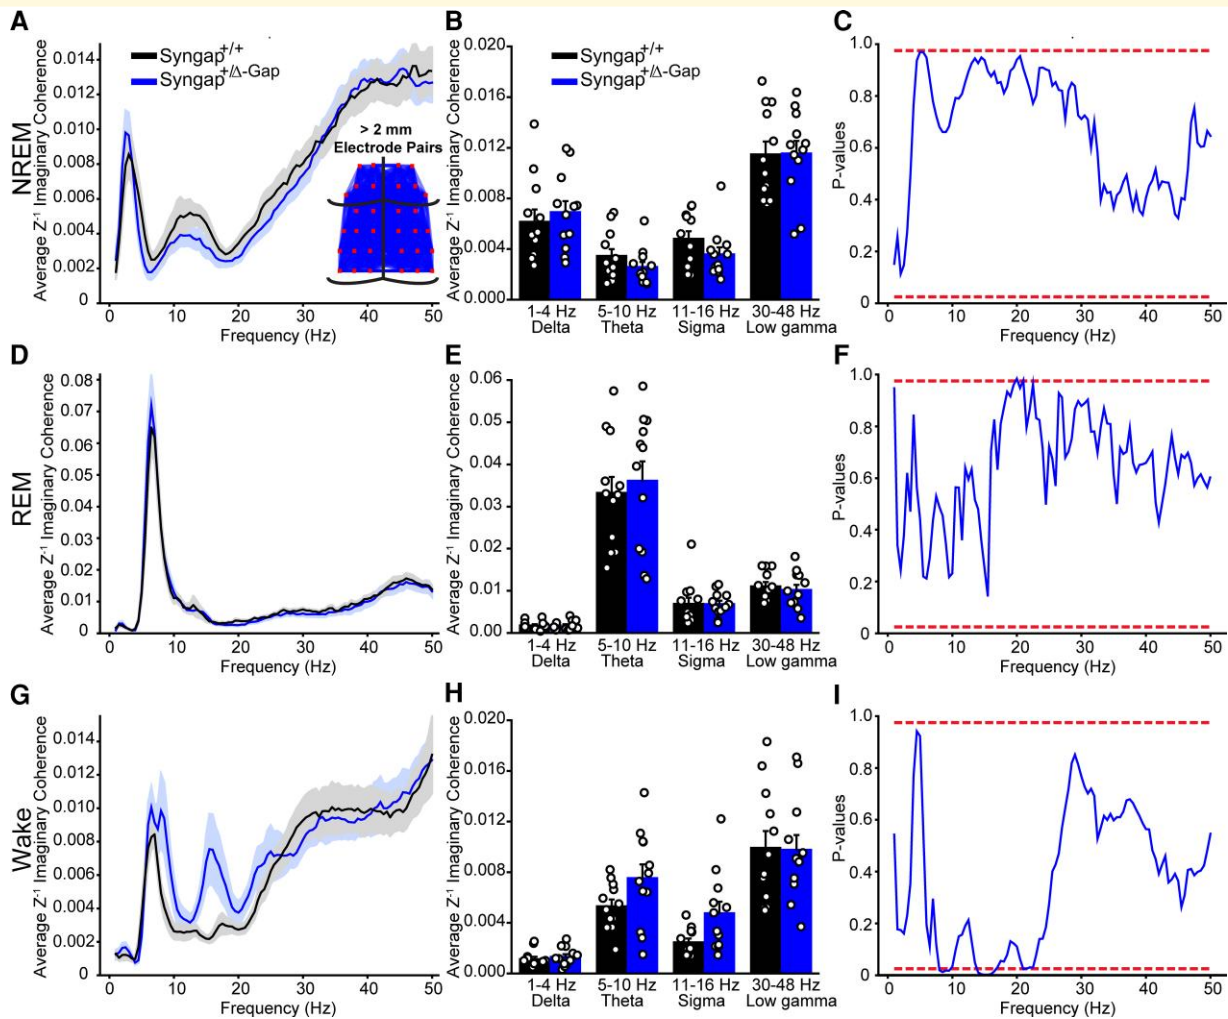 A
NREM
Syngap+/+
Syngap+/Δ-Gap
> 2 mm
Electrode Pairs
Average Z⁻¹ Imaginary Coherence
0.014
0.012
0.010
0.008
0.006
0.004
0.002
0
0 10 20 30 40 50
Frequency (Hz)
B
Syngap+/+
Syngap+/Δ-Gap
Average Z⁻¹ Imaginary Coherence
0.020
0.016
0.012
0.008
0.004
0.000
1-4 Hz 5-10 Hz 11-16 Hz 30-48 Hz
Delta Theta Sigma Low gamma
C
P-values
1.0
0.8
0.6
0.4
0.2
0
0 10 20 30 40 50
Frequency (Hz)
D
REM
Average Z⁻¹ Imaginary Coherence
0.08
0.07
0.06
0.05
0.04
0.03
0.02
0.01
0
0 10 20 30 40 50
Frequency (Hz)
E
Average Z⁻¹ Imaginary Coherence
0.06
0.05
0.04
0.03
0.02
0.01
0.00
1-4 Hz 5-10 Hz 11-16 Hz 30-48 Hz
Delta Theta Sigma Low gamma
F
P-values
1.0
0.8
0.6
0.4
0.2
0
0 10 20 30 40 50
Frequency (Hz)
G
Wake
Average Z⁻¹ Imaginary Coherence
0.014
0.012
0.010
0.008
0.006
0.004
0.002
0
0 10 20 30 40 50
Frequency (Hz)
H
Average Z⁻¹ Imaginary Coherence
0.020
0.016
0.012
0.008
0.004
0.000
1-4 Hz 5-10 Hz 11-16 Hz 30-48 Hz
Delta Theta Sigma Low gamma
I
P-values
1.0
0.8
0.6
0.4
0.2
0
0 10 20 30 40 50
Frequency (Hz)